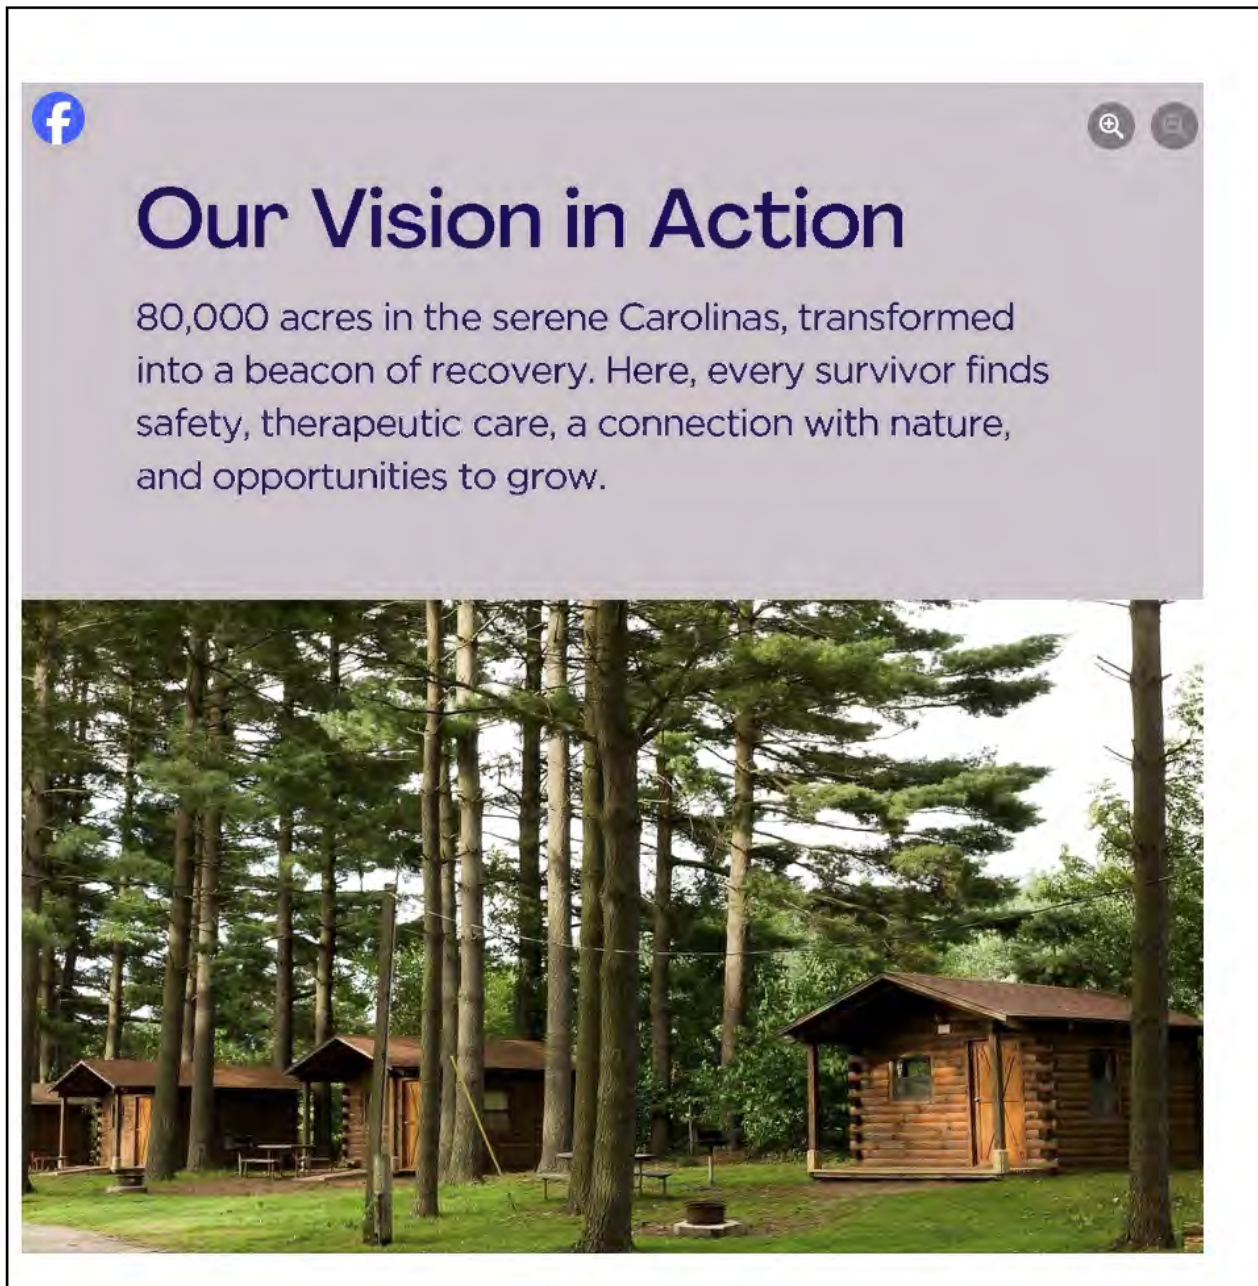 Our Vision in Action
80,000 acres in the serene Carolinas, transformed
into a beacon of recovery. Here, every survivor finds
safety, therapeutic care, a connection with nature,
and opportunities to grow.